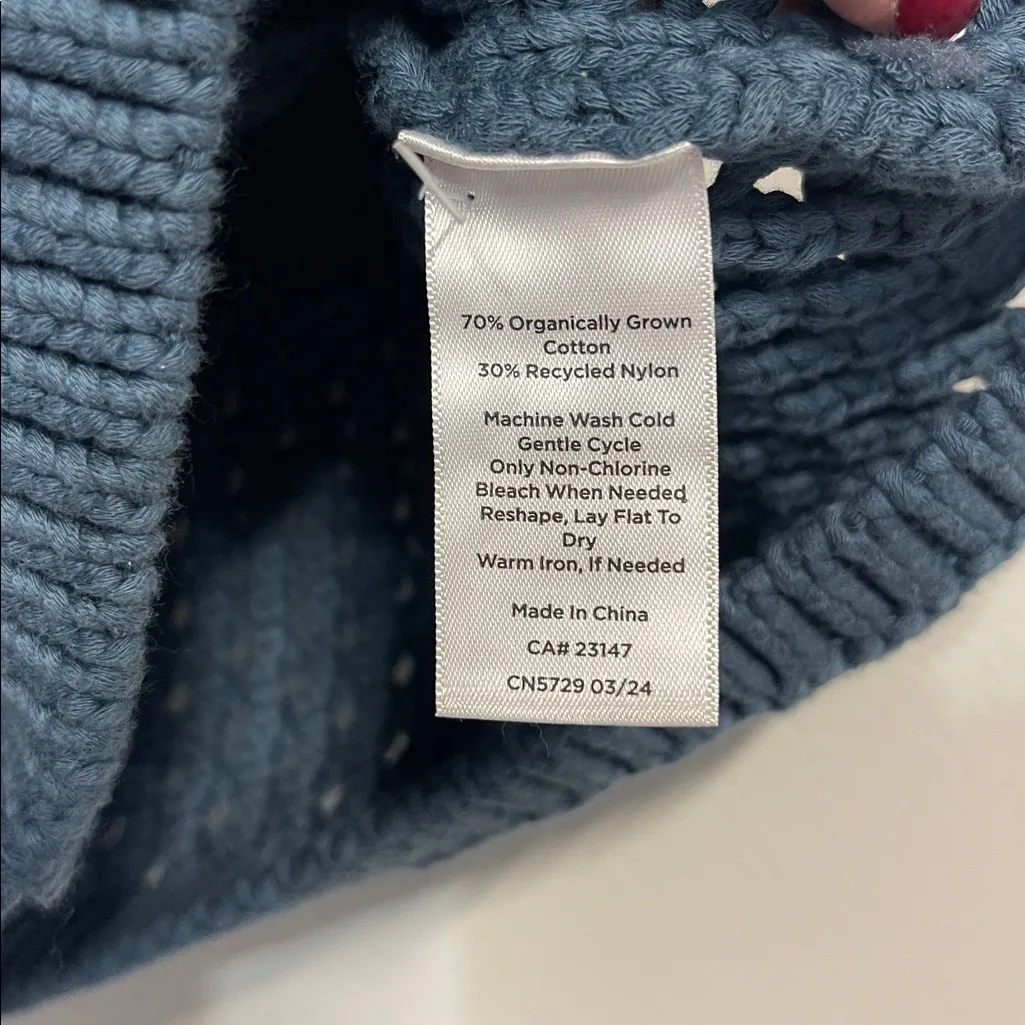 70% Organically Grown
Cotton
30% Recycled Nylon
Machine Wash Cold
Gentle Cycle
Only Non-Chlorine
Bleach When Needed
Reshape, Lay Flat To
Dry
Warm Iron, If Needed
Made In China
CA# 23147
CN5729 03/24